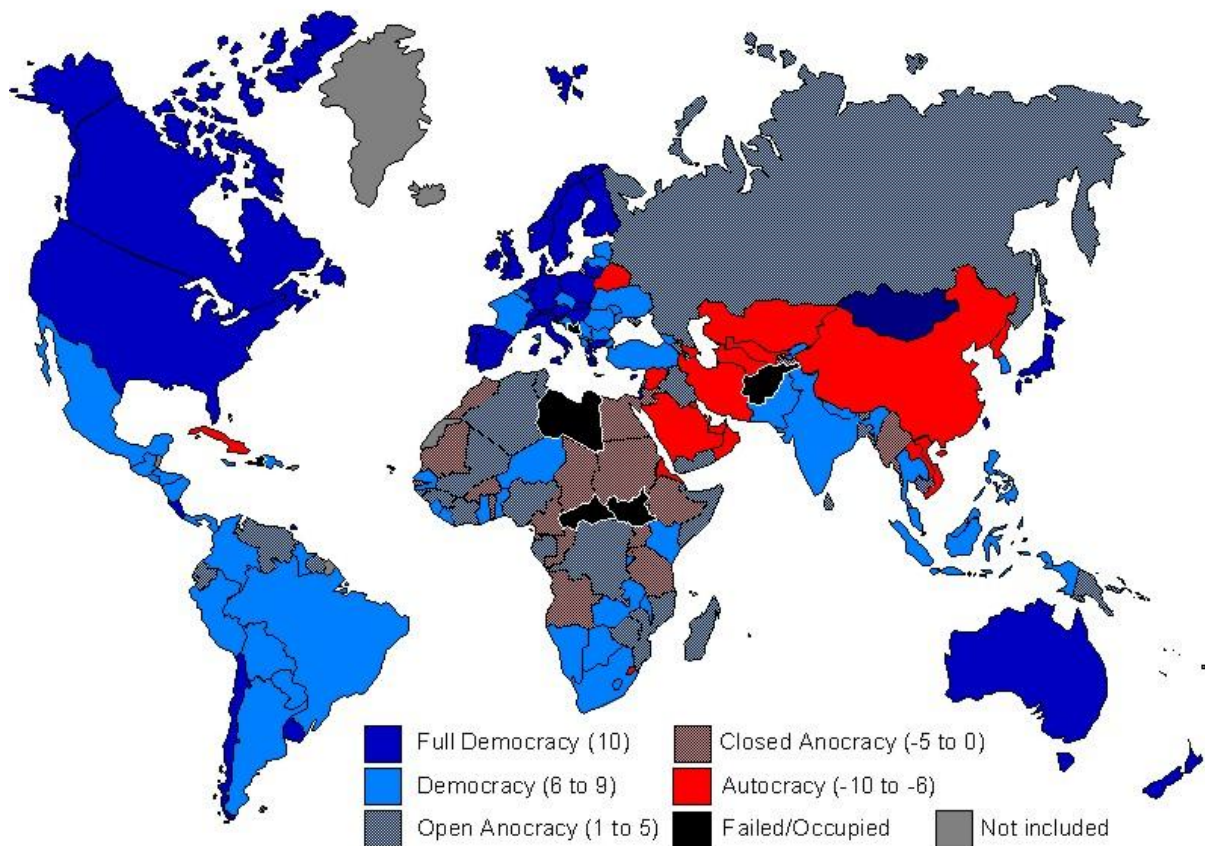 Full Democracy (10)
Closed Anocracy (-5 to 0)
Democracy (6 to 9)
Autocracy (-10 to -6)
Open Anocracy (1 to 5)
Failed/Occupied
Not included